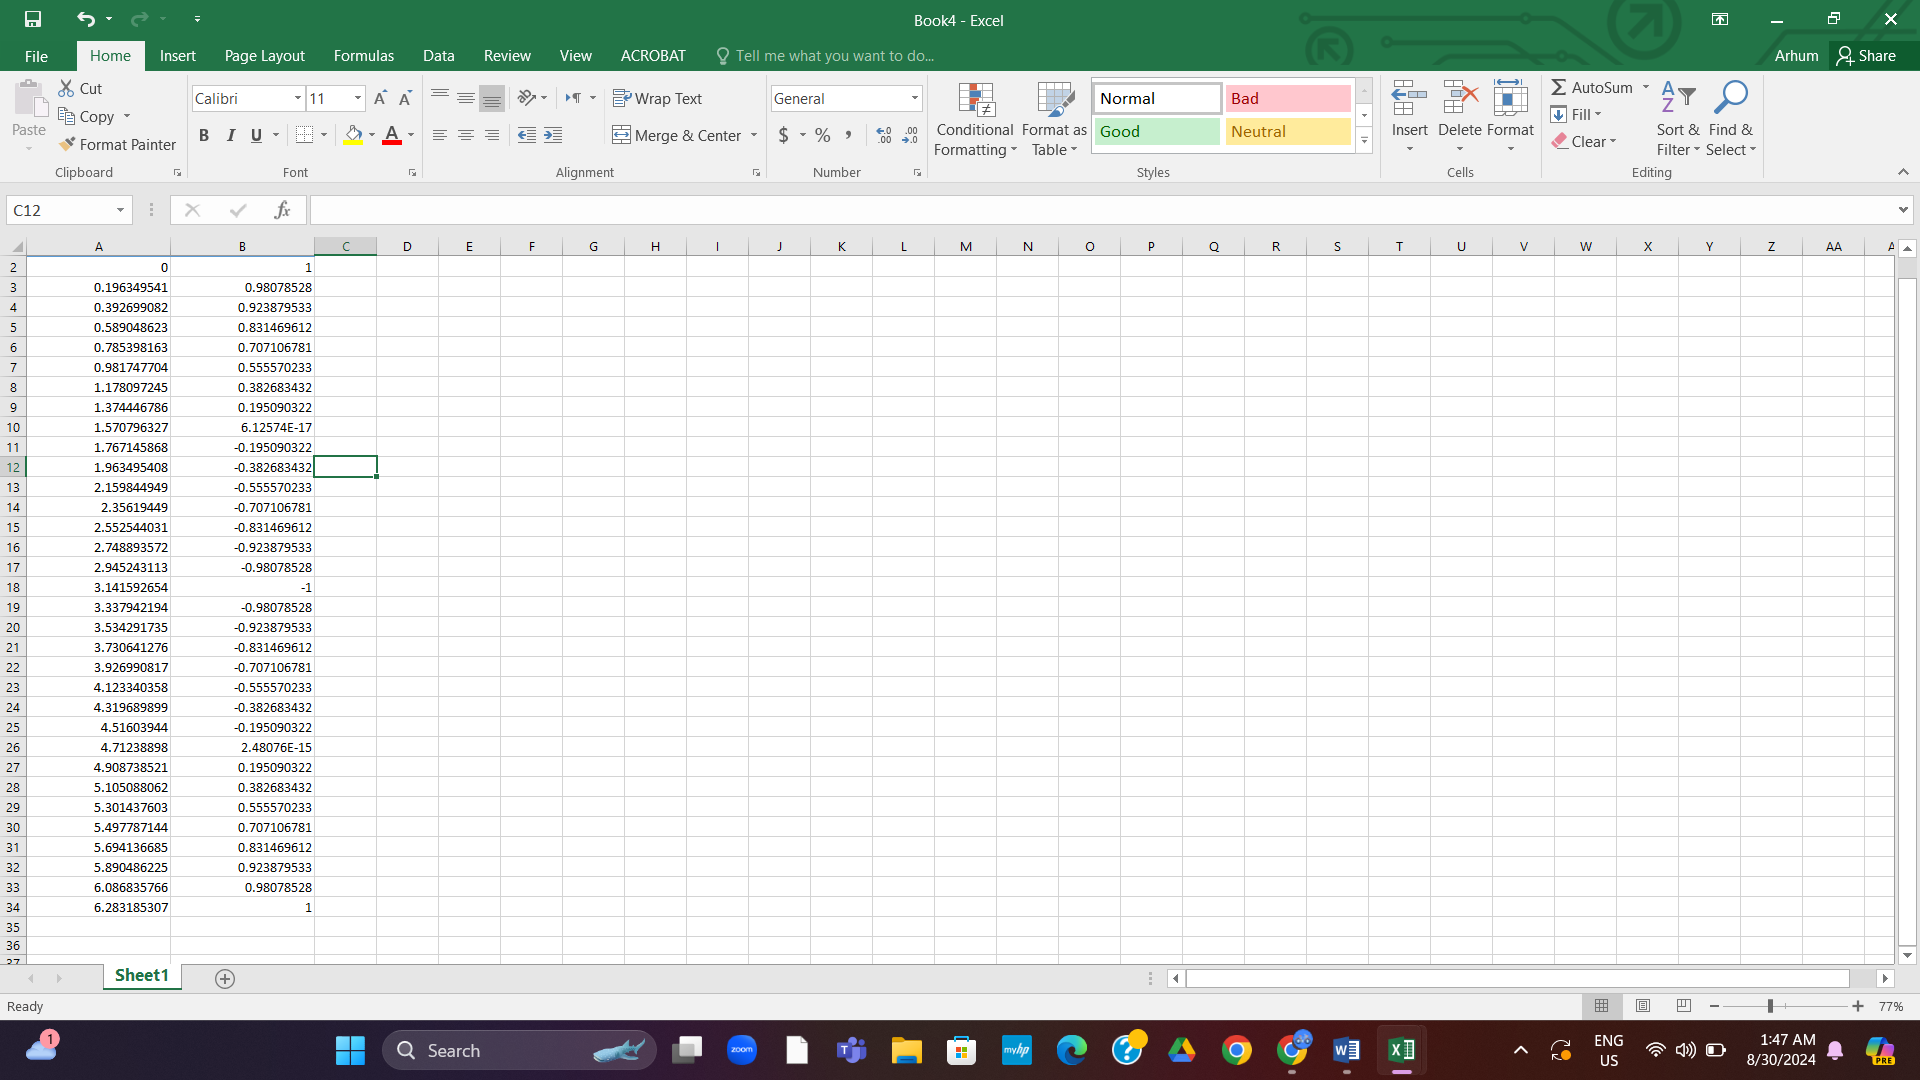 Book4 - Excel
File Home Insert Page Layout Formulas Data Review View ACROBAT Tell me what you want to do... Arhum Share
Paste Cut Copy Format Painter Clipboard
Calibri 11 B I U A A Font
Wrap Text Merge & Center Alignment
General $ % , Number
Conditional Formatting Format as Table Normal Bad Good Neutral Styles
Insert Delete Format Cells
AutoSum Fill Clear Sort & Filter Find & Select Editing
C12 fx
A B C D E F G H I J K L M N O P Q R S T U V W X Y Z AA
2 0 1
3 0.196349541 0.98078528
4 0.392699082 0.923879533
5 0.589048623 0.831469612
6 0.785398163 0.707106781
7 0.981747704 0.555570233
8 1.178097245 0.382683432
9 1.374446786 0.195090322
10 1.570796327 6.12574E-17
11 1.767145868 -0.195090322
12 1.963495408 -0.382683432
13 2.159844949 -0.555570233
14 2.35619449 -0.707106781
15 2.552544031 -0.831469612
16 2.748893572 -0.923879533
17 2.945243113 -0.98078528
18 3.141592654 -1
19 3.337942194 -0.98078528
20 3.534291735 -0.923879533
21 3.730641276 -0.831469612
22 3.926990817 -0.707106781
23 4.123340358 -0.555570233
24 4.319689899 -0.382683432
25 4.51603944 -0.195090322
26 4.71238898 2.48076E-15
27 4.908738521 0.195090322
28 5.105088062 0.382683432
29 5.301437603 0.555570233
30 5.497787144 0.707106781
31 5.694136685 0.831469612
32 5.890486225 0.923879533
33 6.086835766 0.98078528
34 6.283185307 1
35
36
37
Sheet1
Ready 77%
1 Search zoom myhp ENG US 1:47 AM 8/30/2024 PRE